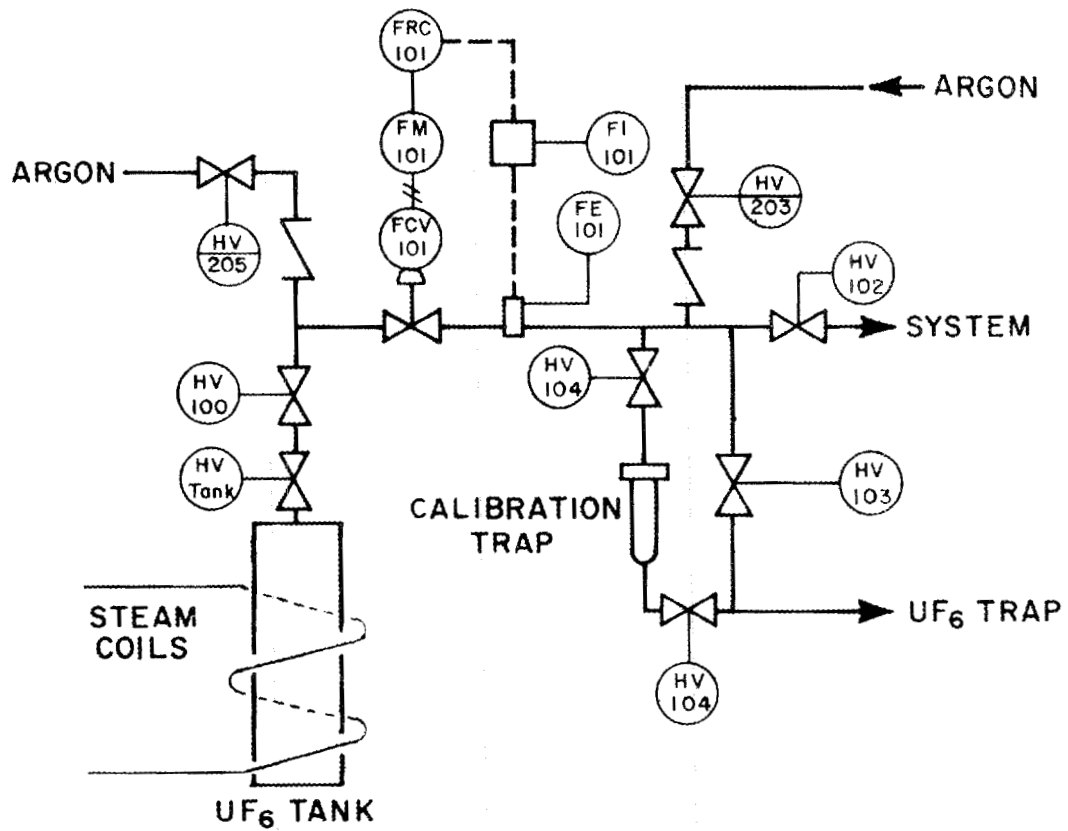 FRC
101
ARGON
FM
101
FI
101
ARGON
HV
203
FCV
101
FE
101
HV
205
HV
102
SYSTEM
HV
100
HV
104
HV
Tank
HV
103
CALIBRATION
TRAP
STEAM
COILS
UF6 TRAP
HV
104
UF6 TANK